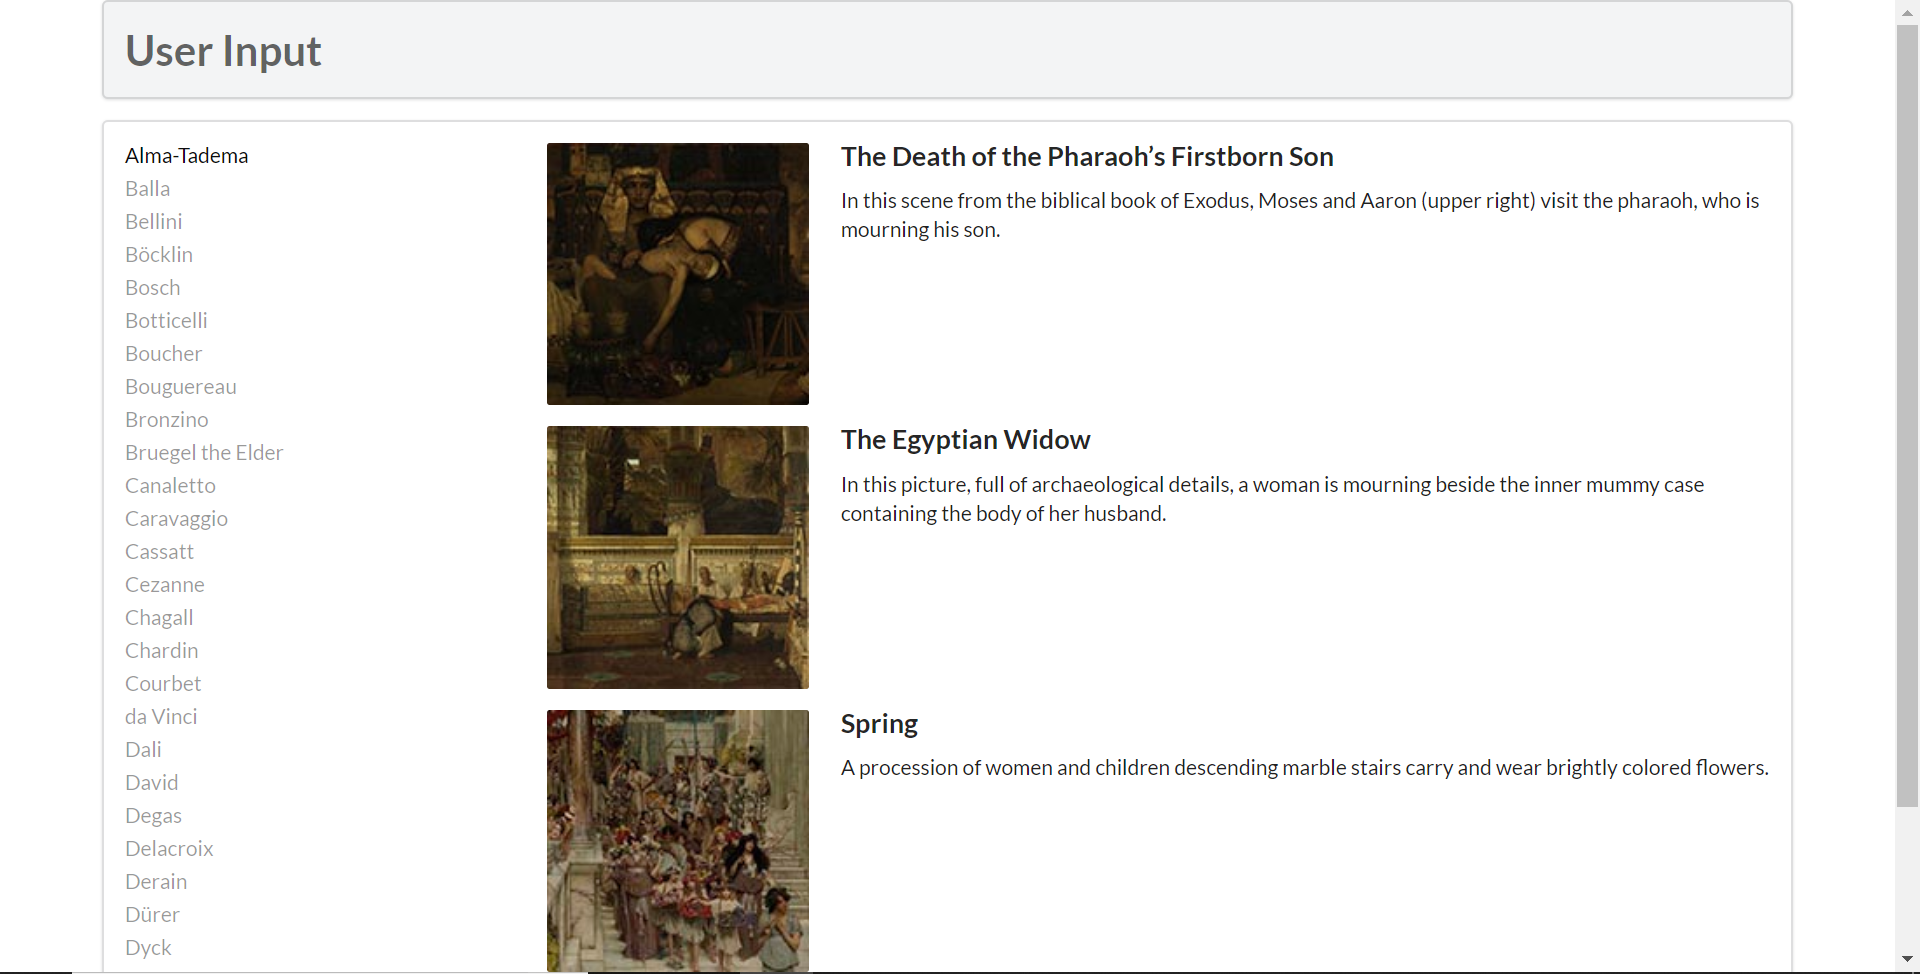 User Input
Alma-Tadema
Balla
Bellini
Böcklin
Bosch
Botticelli
Boucher
Bouguereau
Bronzino
Bruegel the Elder
Canaletto
Caravaggio
Cassatt
Cezanne
Chagall
Chardin
Courbet
da Vinci
Dali
David
Degas
Delacroix
Derain
Dürer
Dyck
The Death of the Pharaoh’s Firstborn Son
In this scene from the biblical book of Exodus, Moses and Aaron (upper right) visit the pharaoh, who is
mourning his son.
The Egyptian Widow
In this picture, full of archaeological details, a woman is mourning beside the inner mummy case
containing the body of her husband.
Spring
A procession of women and children descending marble stairs carry and wear brightly colored flowers.